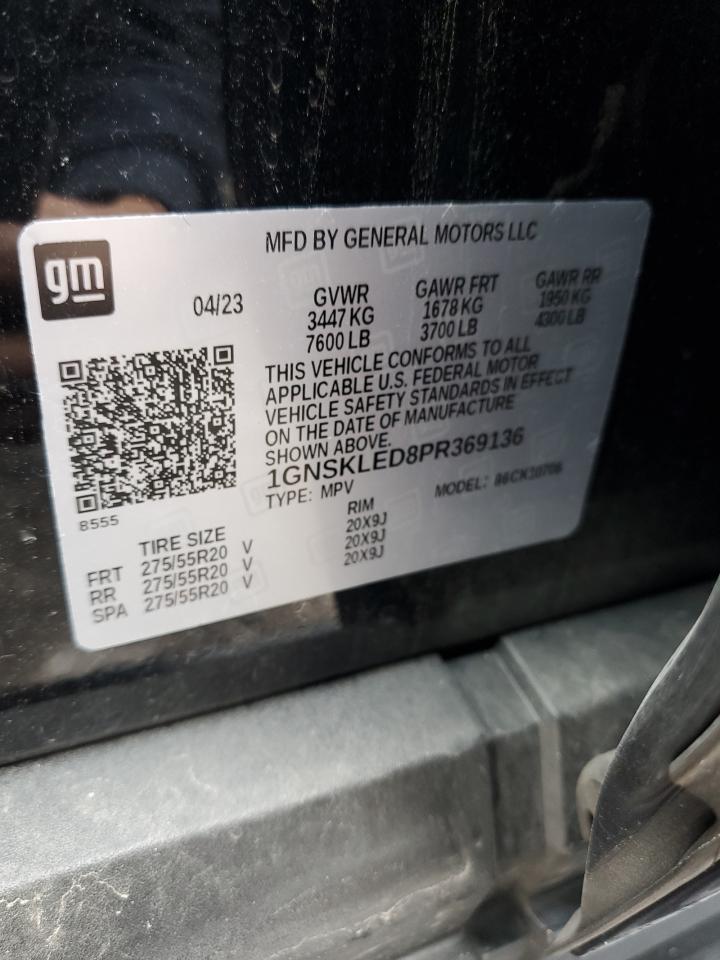 MFD BY GENERAL MOTORS LLC
gm
04/23
GVWR
3447 KG
7600 LB
GAWR FRT
1678 KG
3700 LB
GAWR RR
1950 KG
4300 LB
THIS VEHICLE CONFORMS TO ALL
APPLICABLE U.S. FEDERAL MOTOR
VEHICLE SAFETY STANDARDS IN EFFECT
ON THE DATE OF MANUFACTURE
SHOWN ABOVE.
1GNSKLED8PR369136
TYPE: MPV
MODEL:
8555
TIRE SIZE
RIM
FRT 275/55R20 V 20X9J
RR 275/55R20 V 20X9J
SPA 275/55R20 V 20X9J